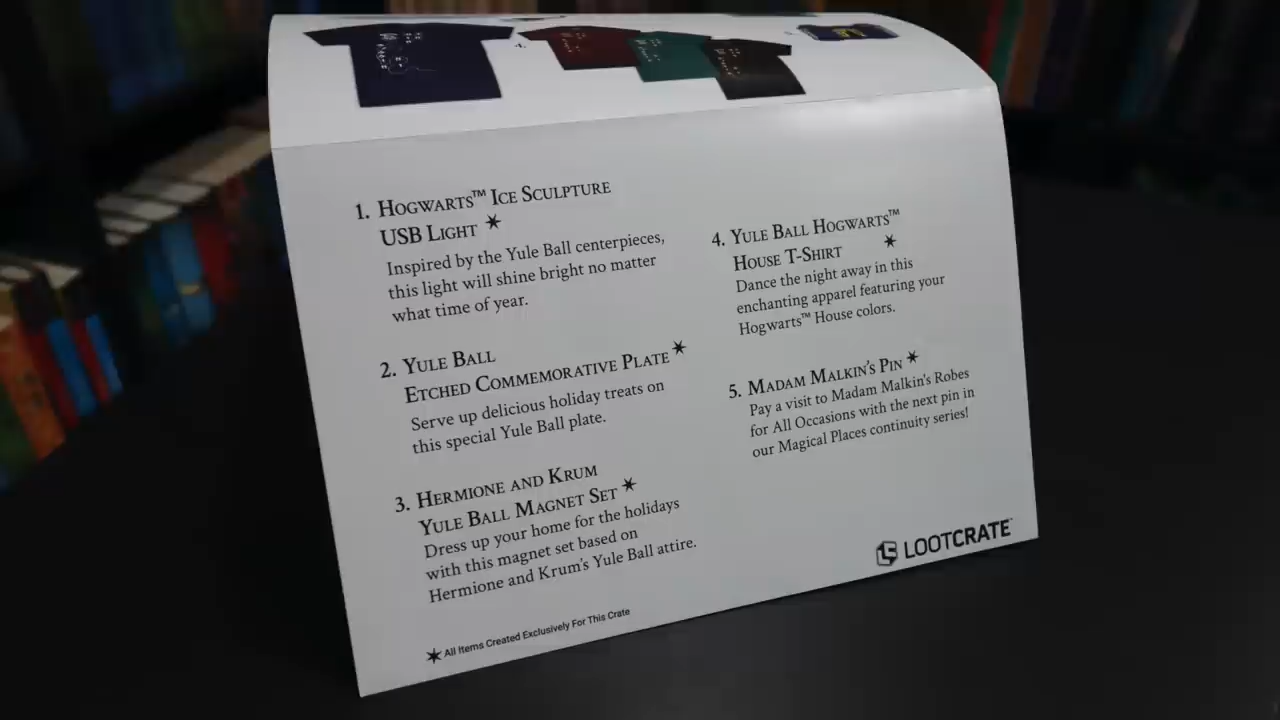 4.
1. HOGWARTS™ ICE SCULPTURE
USB LIGHT ✶
Inspired by the Yule Ball centerpieces,
this light will shine bright no matter
what time of year.
2. YULE BALL
ETCHED COMMEMORATIVE PLATE ✶
Serve up delicious holiday treats on
this special Yule Ball plate.
3. HERMIONE AND KRUM
YULE BALL MAGNET SET ✶
Dress up your home for the holidays
with this magnet set based on
Hermione and Krum's Yule Ball attire.
4. YULE BALL HOGWARTS™
HOUSE T-SHIRT ✶
Dance the night away in this
enchanting apparel featuring your
Hogwarts™ House colors.
5. MADAM MALKIN'S PIN ✶
Pay a visit to Madam Malkin's Robes
for All Occasions with the next pin in
our Magical Places continuity series!
LOOTCRATE
✶ All Items Created Exclusively For This Crate